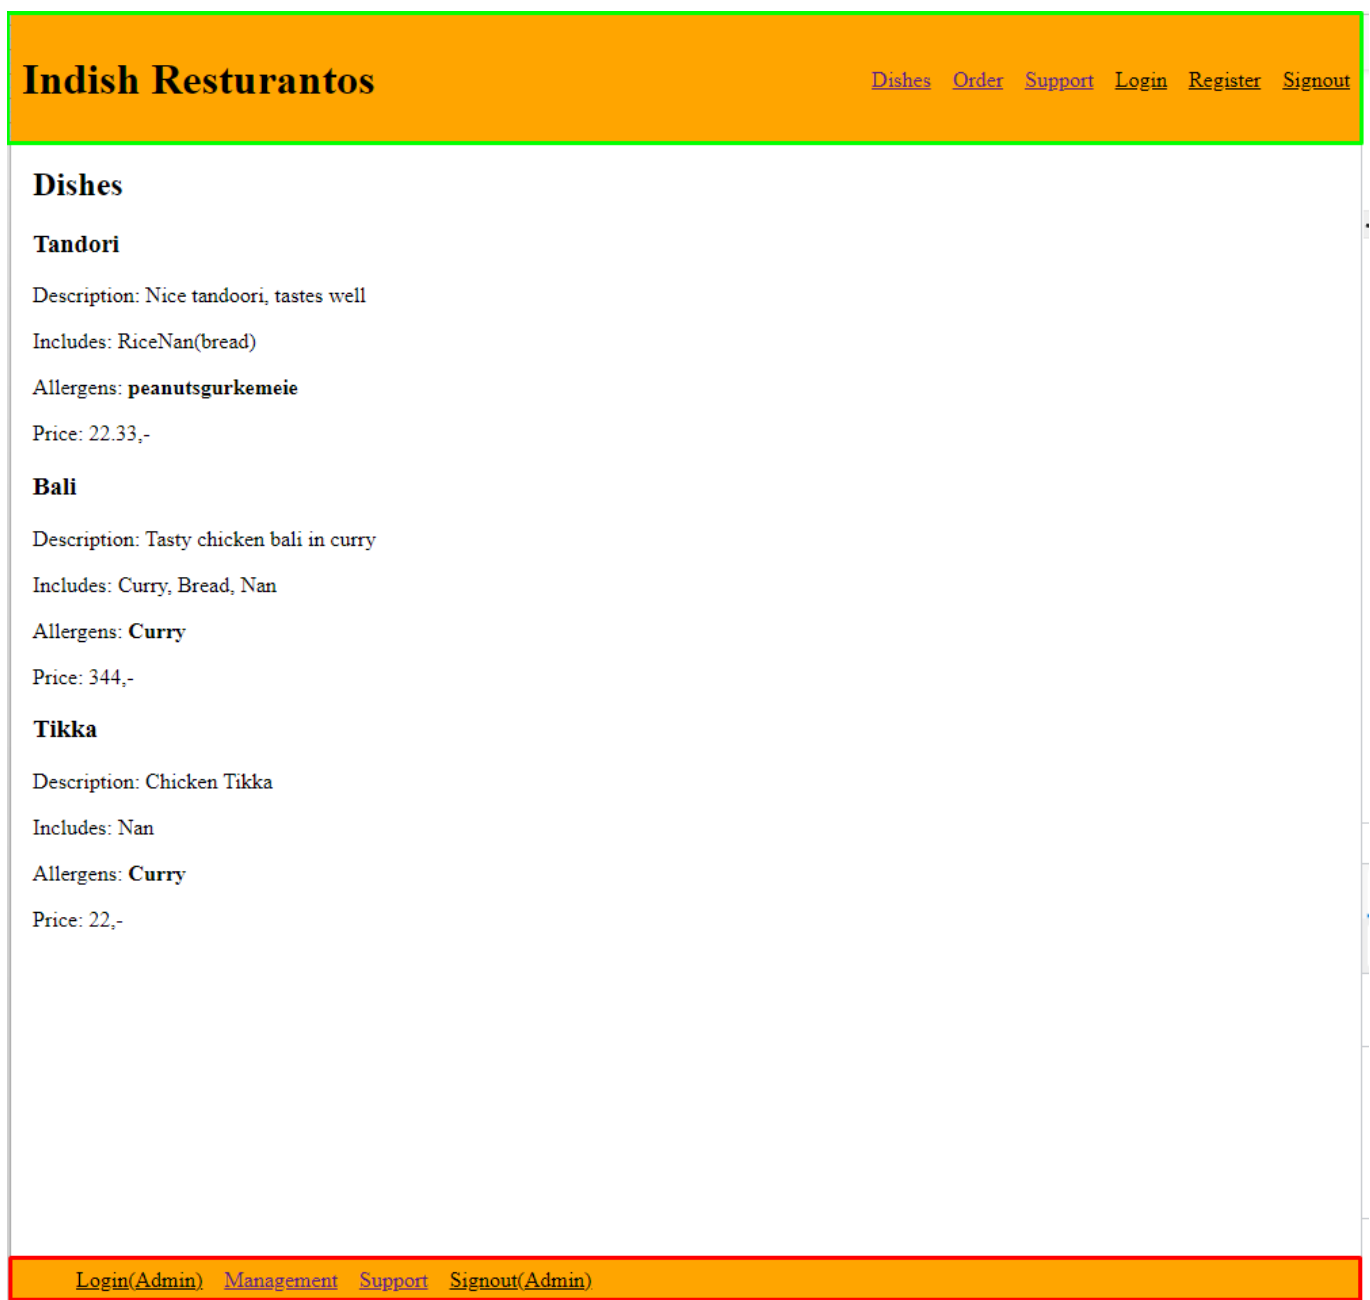 Indish Resturantos
Dishes Order Support Login Register Signout
Dishes
Tandori
Description: Nice tandoori, tastes well
Includes: RiceNan(bread)
Allergens: peanutsgurkemeie
Price: 22.33,-
Bali
Description: Tasty chicken bali in curry
Includes: Curry, Bread, Nan
Allergens: Curry
Price: 344,-
Tikka
Description: Chicken Tikka
Includes: Nan
Allergens: Curry
Price: 22,-
Login(Admin) Management Support Signout(Admin)